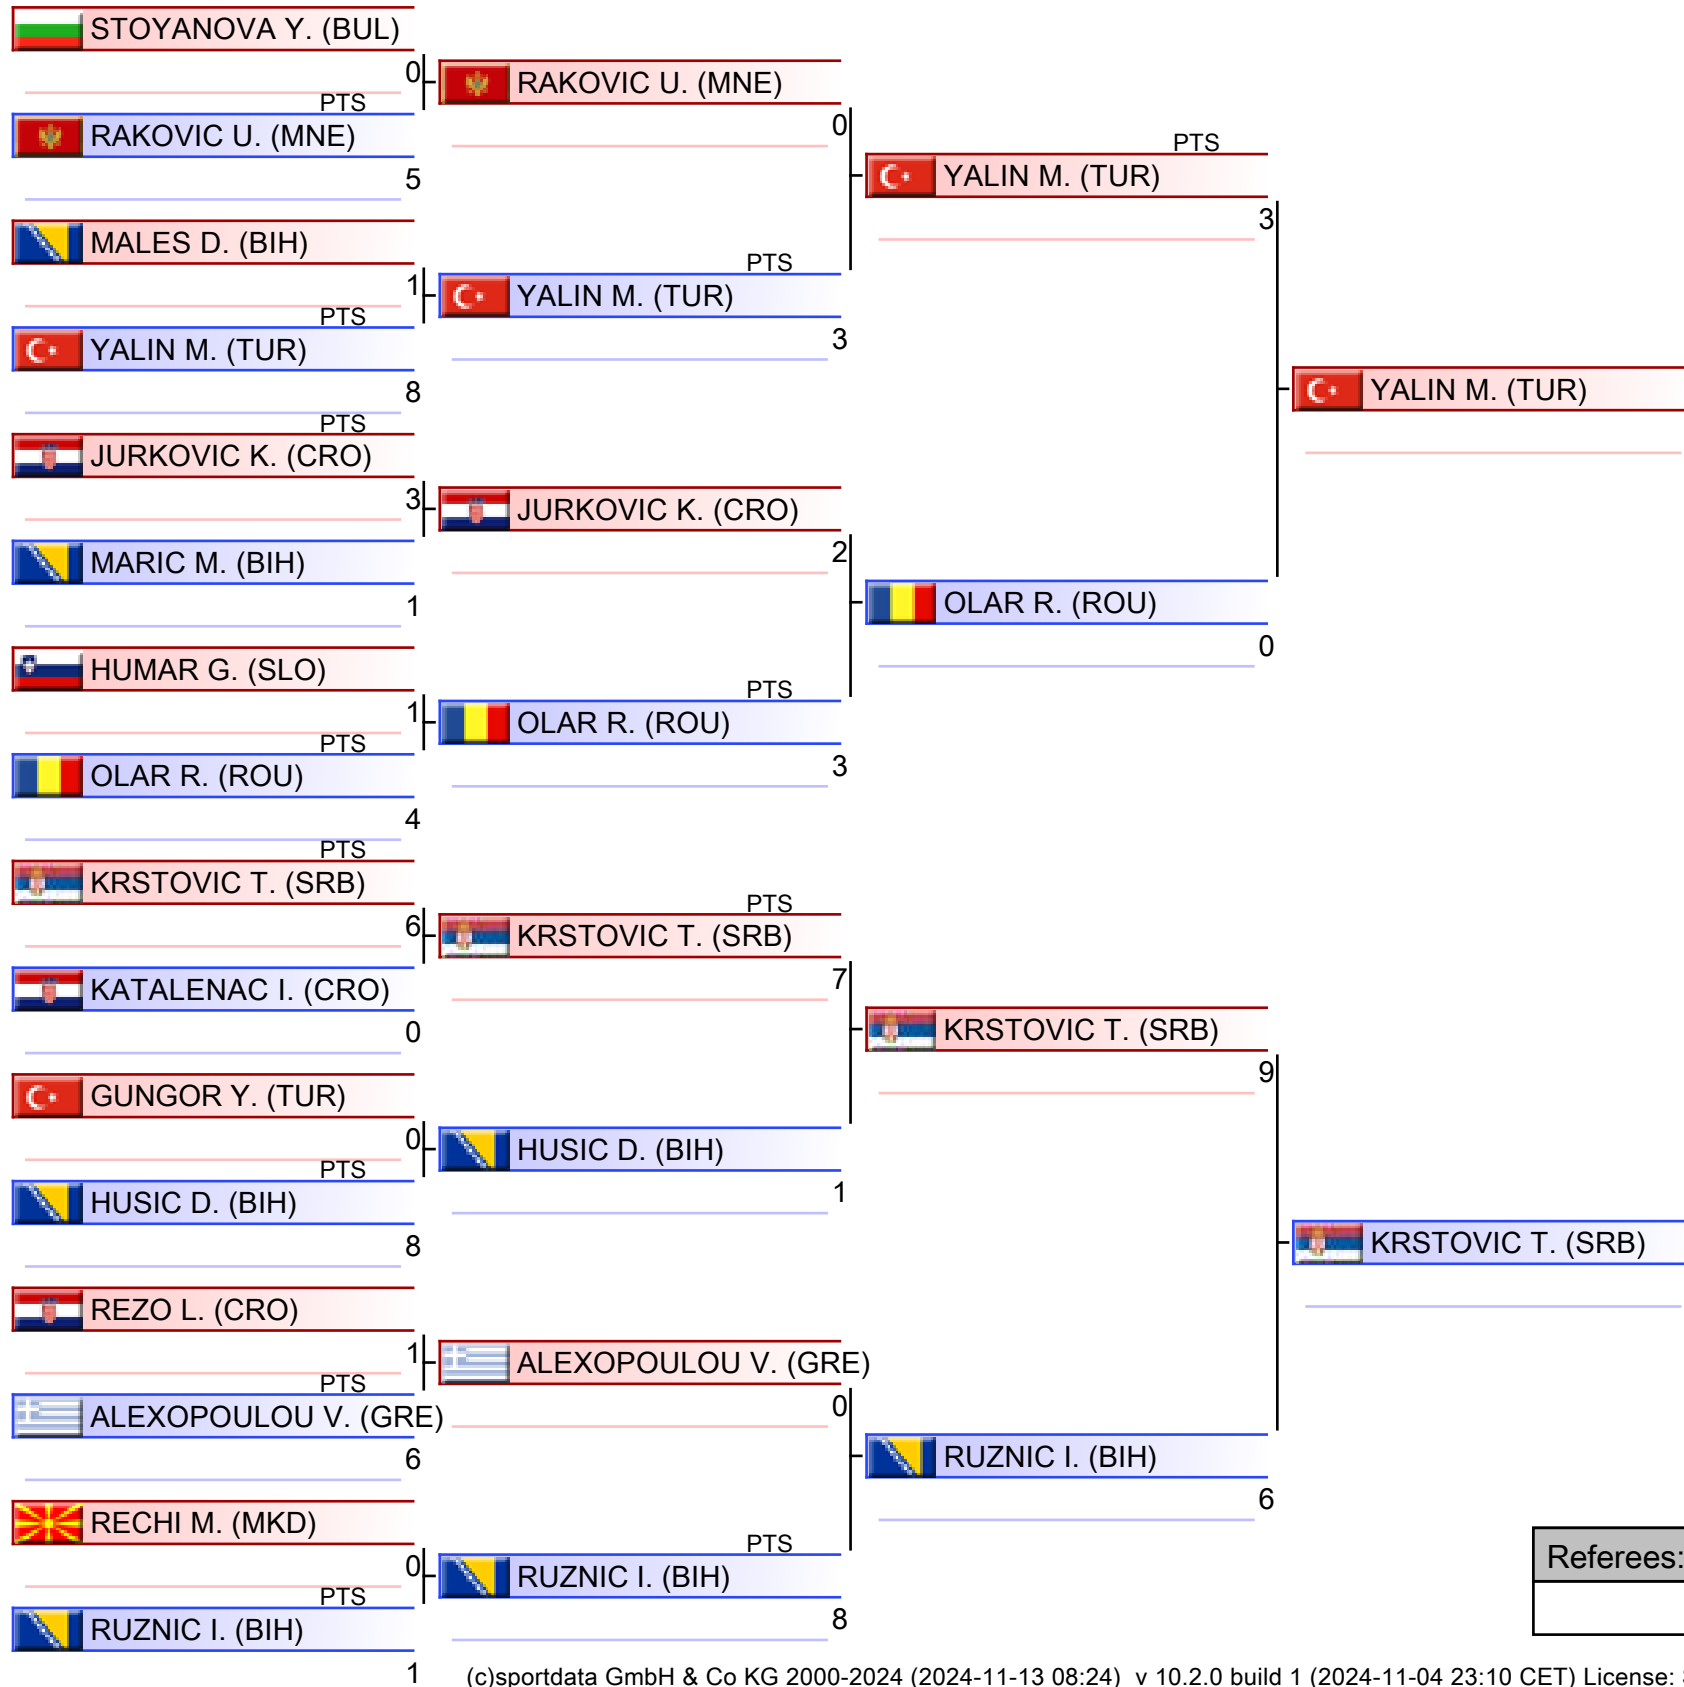 STOYANOVA Y. (BUL)
0
PTS
RAKOVIC U. (MNE)
5
MALES D. (BIH)
1
PTS
YALIN M. (TUR)
8
PTS
JURKOVIC K. (CRO)
3
MARIC M. (BIH)
1
HUMAR G. (SLO)
1
PTS
OLAR R. (ROU)
4
PTS
KRSTOVIC T. (SRB)
6
KATALENAC I. (CRO)
0
GUNGOR Y. (TUR)
0
PTS
HUSIC D. (BIH)
8
REZO L. (CRO)
1
PTS
ALEXOPOULOU V. (GRE)
6
RECHI M. (MKD)
0
PTS
RUZNIC I. (BIH)
1
RAKOVIC U. (MNE)
0
PTS
YALIN M. (TUR)
3
JURKOVIC K. (CRO)
2
PTS
OLAR R. (ROU)
3
PTS
KRSTOVIC T. (SRB)
7
HUSIC D. (BIH)
1
ALEXOPOULOU V. (GRE)
0
PTS
RUZNIC I. (BIH)
8
PTS
YALIN M. (TUR)
3
OLAR R. (ROU)
0
KRSTOVIC T. (SRB)
9
RUZNIC I. (BIH)
6
YALIN M. (TUR)
KRSTOVIC T. (SRB)
Referees:
(c)sportdata GmbH & Co KG 2000-2024 (2024-11-13 08:24) v 10.2.0 build 1 (2024-11-04 23:10 CET) License: